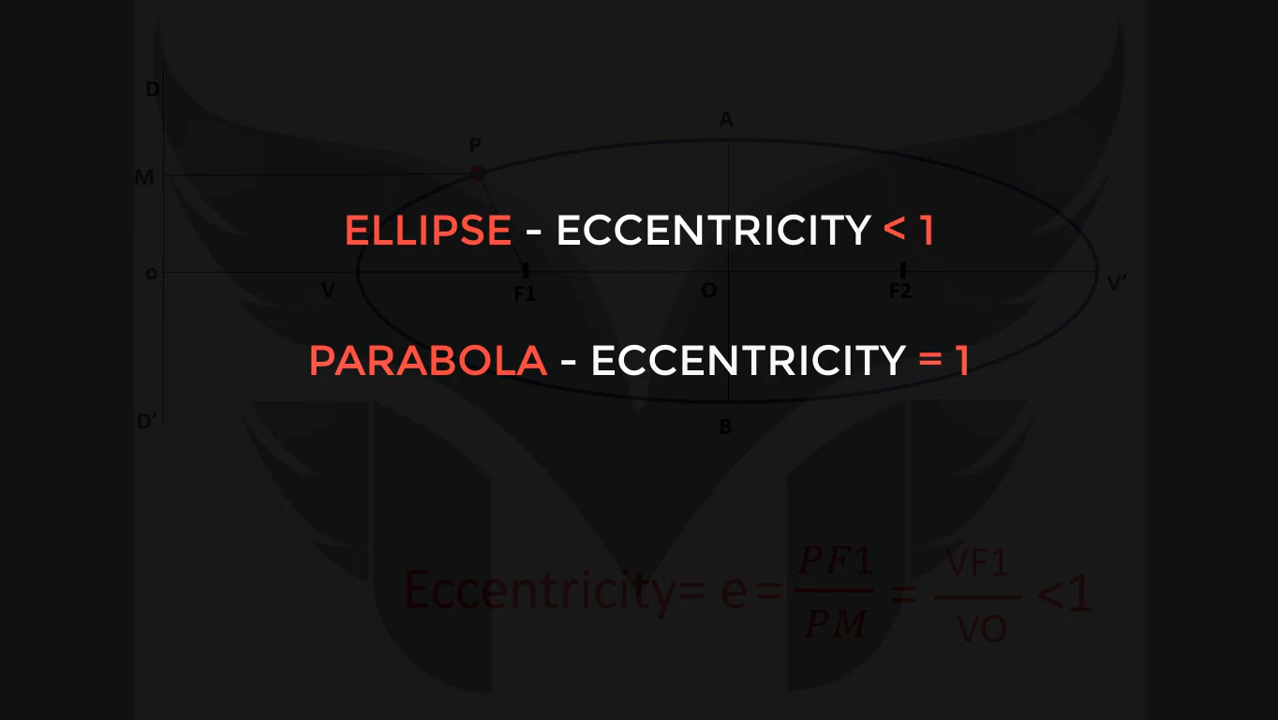 D
A
P
M
ELLIPSE - ECCENTRICITY < 1
o
V
F1
O
F2
V'
PARABOLA - ECCENTRICITY = 1
D'
B
Eccentricity= e = PF1 / PM = VF1 / VO <1